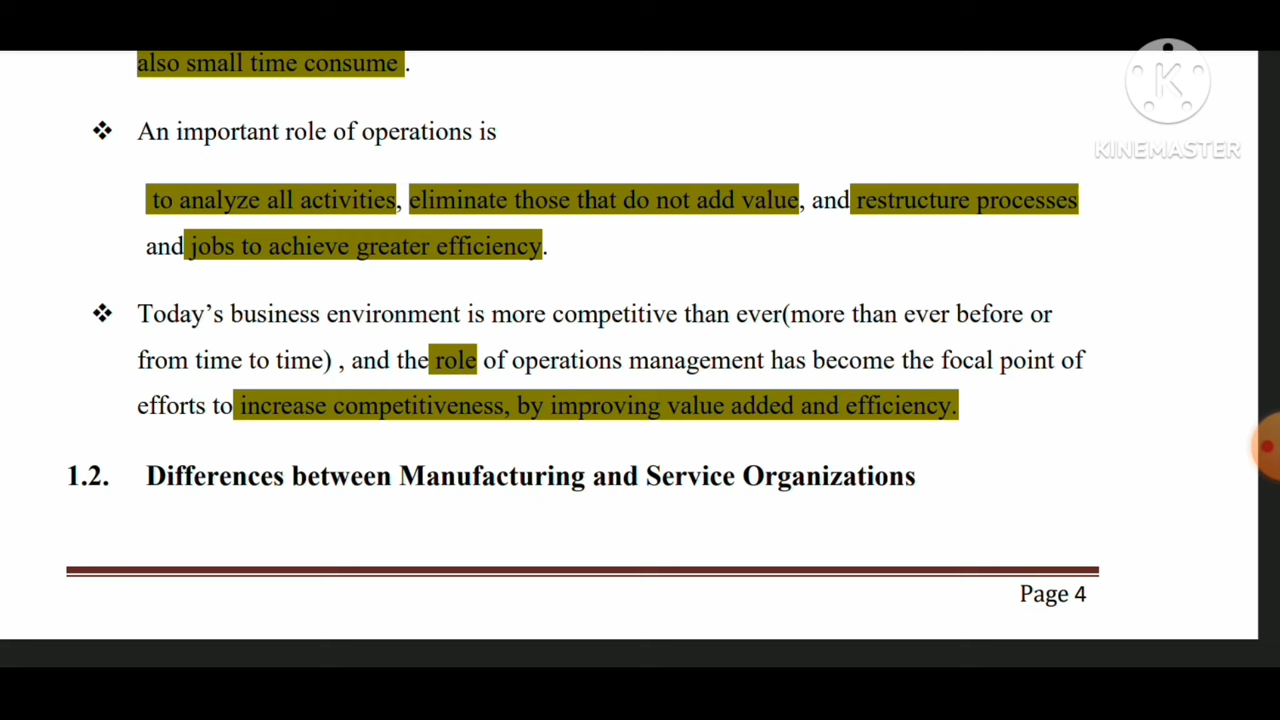 also small time consume .
❖ An important role of operations is
to analyze all activities, eliminate those that do not add value, and restructure processes
and jobs to achieve greater efficiency.
❖ Today’s business environment is more competitive than ever(more than ever before or
from time to time) , and the role of operations management has become the focal point of
efforts to increase competitiveness, by improving value added and efficiency.
1.2. Differences between Manufacturing and Service Organizations
Page 4
K
KINEMASTER